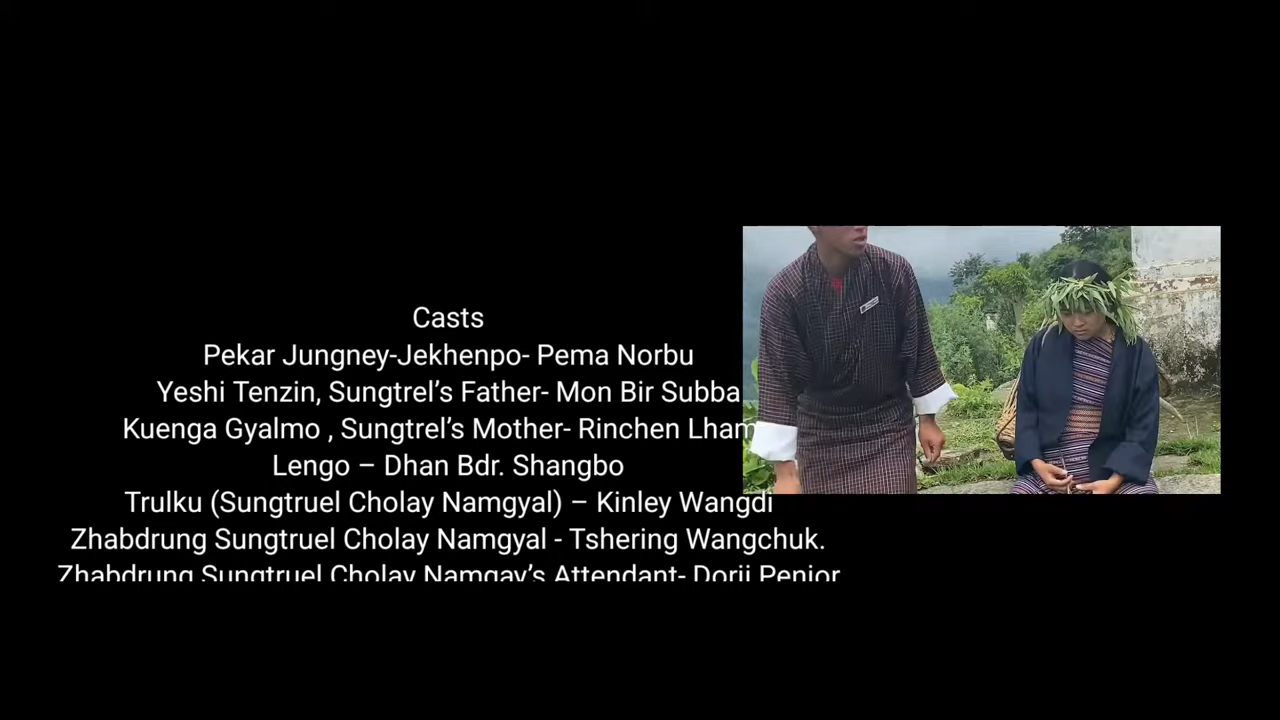 Casts
Pekar Jungney-Jekhenpo- Pema Norbu
Yeshi Tenzin, Sungtrel’s Father- Mon Bir Subba
Kuenga Gyalmo , Sungtrel’s Mother- Rinchen
Lengo – Dhan Bdr. Shangbo
Trulku (Sungtruel Cholay Namgyal) – Kinley Wangdi
Zhabdrung Sungtruel Cholay Namgyal - Tshering Wangchuk.
Zhabdrung Sungtruel Cholay Namgay’s Attendant- Dorji Penjor